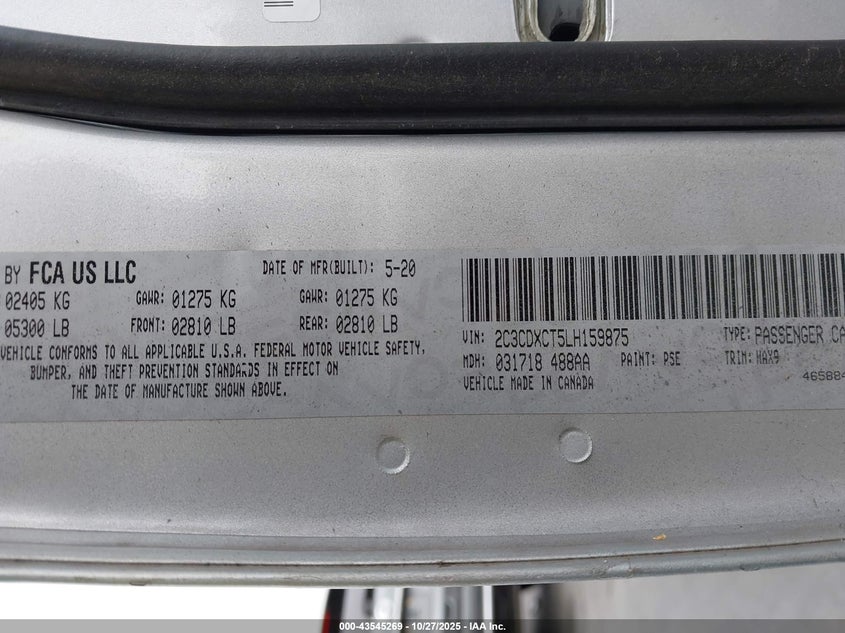 BY FCA US LLC DATE OF MFR(BUILT): 5-20
02405 KG GAWR: 01275 KG GAWR: 01275 KG
05300 LB FRONT: 02810 LB REAR: 02810 LB
VEHICLE CONFORMS TO ALL APPLICABLE U.S.A. FEDERAL MOTOR VEHICLE SAFETY,
BUMPER, AND THEFT PREVENTION STANDARDS IN EFFECT ON
THE DATE OF MANUFACTURE SHOWN ABOVE.
VIN: 2C3CDXCT5LH159875 TYPE: PASSENGER CA
MDH: 031718 488AA PAINT: PSE TRIM: HAX9
VEHICLE MADE IN CANADA 46588
000-43545269 - 10/27/2025 - IAA Inc.